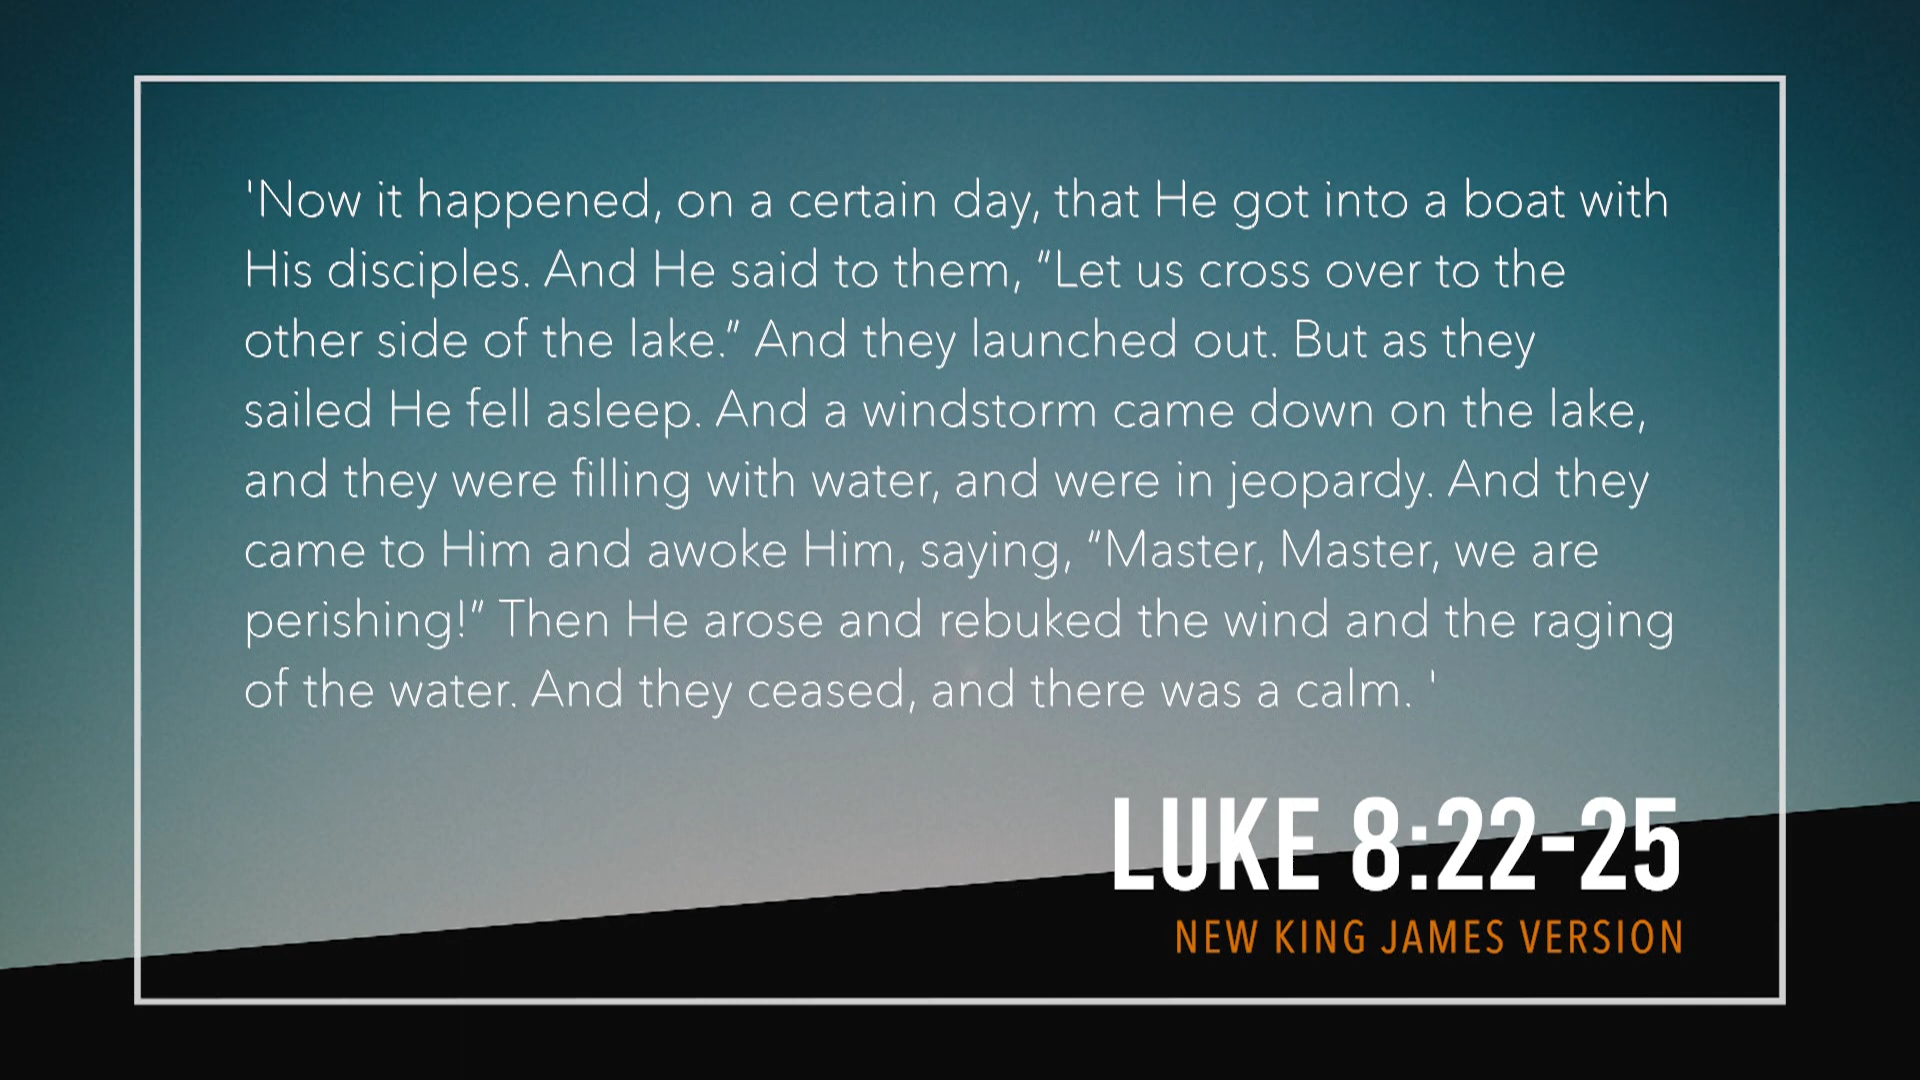 'Now it happened, on a certain day, that He got into a boat with
His disciples. And He said to them, “Let us cross over to the
other side of the lake.” And they launched out. But as they
sailed He fell asleep. And a windstorm came down on the lake,
and they were filling with water, and were in jeopardy. And they
came to Him and awoke Him, saying, “Master, Master, we are
perishing!” Then He arose and rebuked the wind and the raging
of the water. And they ceased, and there was a calm. '
LUKE 8:22-25
NEW KING JAMES VERSION